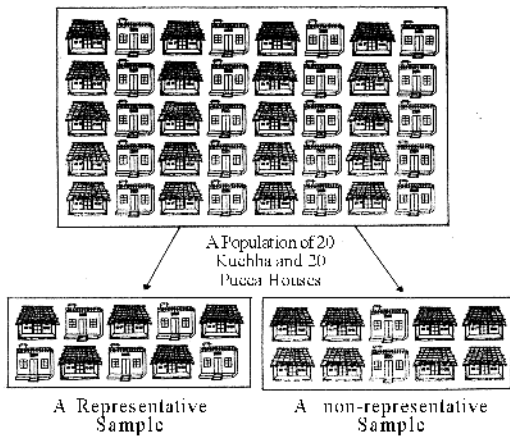 A Population of 20
Kuchha and 20
Pucca Houses
A Representative
Sample
A non-representative
Sample